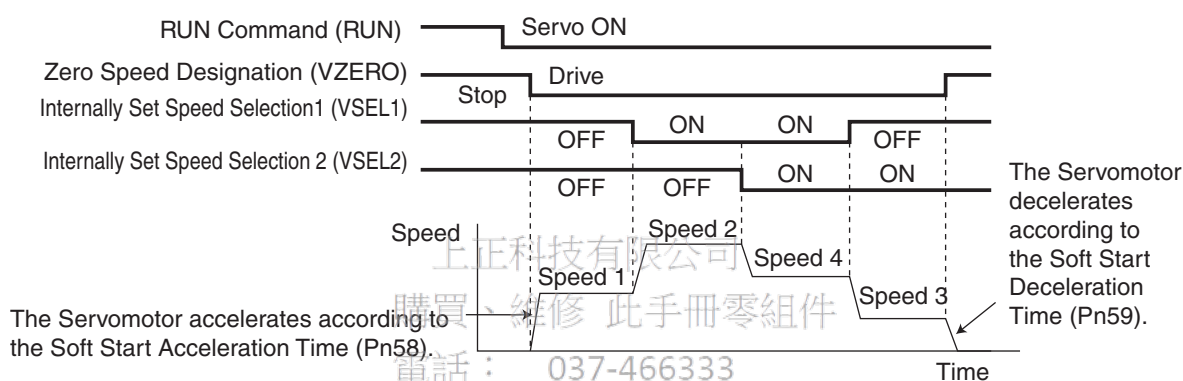 RUN Command (RUN)
Servo ON
Zero Speed Designation (VZERO)
Drive
Stop
Internally Set Speed Selection1 (VSEL1)
OFF
ON
ON
OFF
Internally Set Speed Selection 2 (VSEL2)
OFF
OFF
ON
ON
The Servomotor
decelerates
according to
the Soft Start
Deceleration
Time (Pn59).
Speed
Speed 1
Speed 2
Speed 4
Speed 3
上正科技有限公司
購買、維修 此手冊零組件
電話： 037-466333
The Servomotor accelerates according to
the Soft Start Acceleration Time (Pn58).
Time